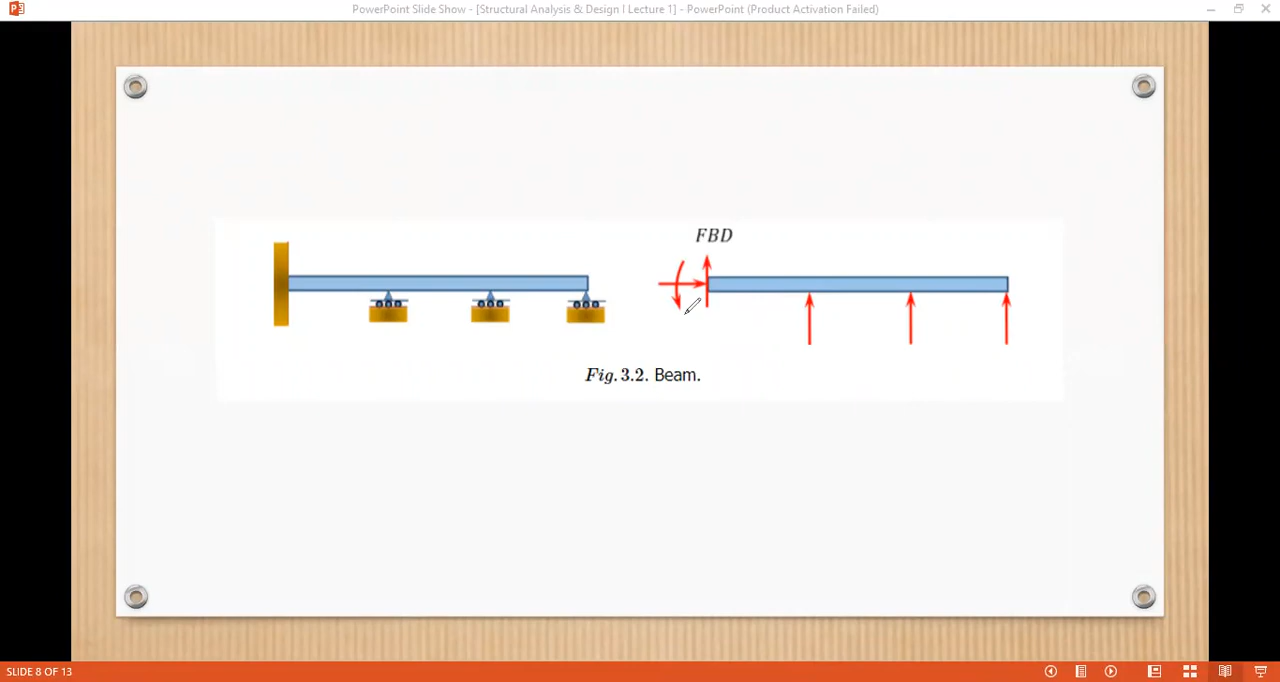 PowerPoint Slide Show - [Structural Analysis & Design I Lecture 1] - PowerPoint (Product Activation Failed)
FBD
Fig. 3.2. Beam.
SLIDE 8 OF 13